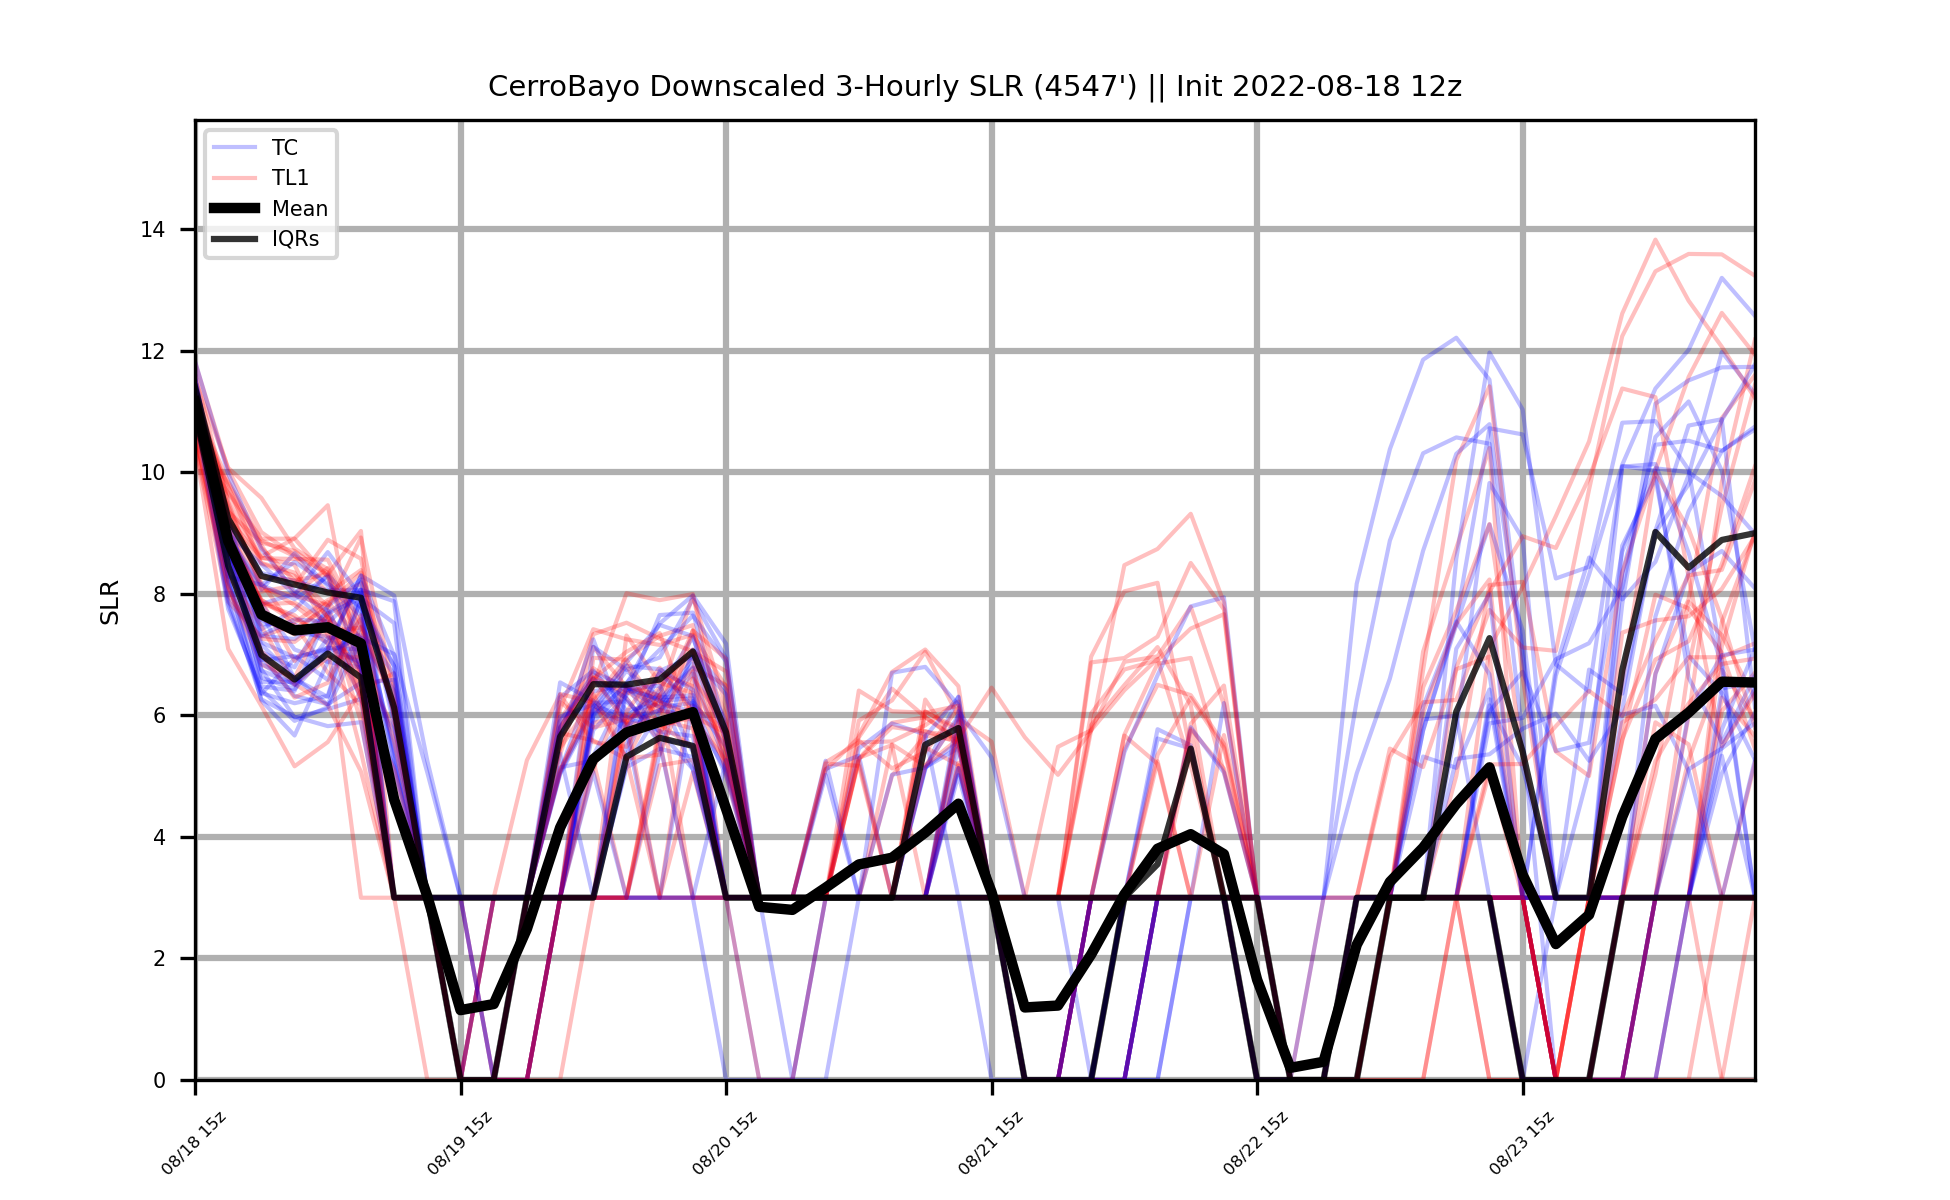 CerroBayo Downscaled 3-Hourly SLR (4547') || Init 2022-08-18 12z
TC
TL1
Mean
IQRs
SLR
14
12
10
8
6
4
2
0
08/18 15z
08/19 15z
08/20 15z
08/21 15z
08/22 15z
08/23 15z